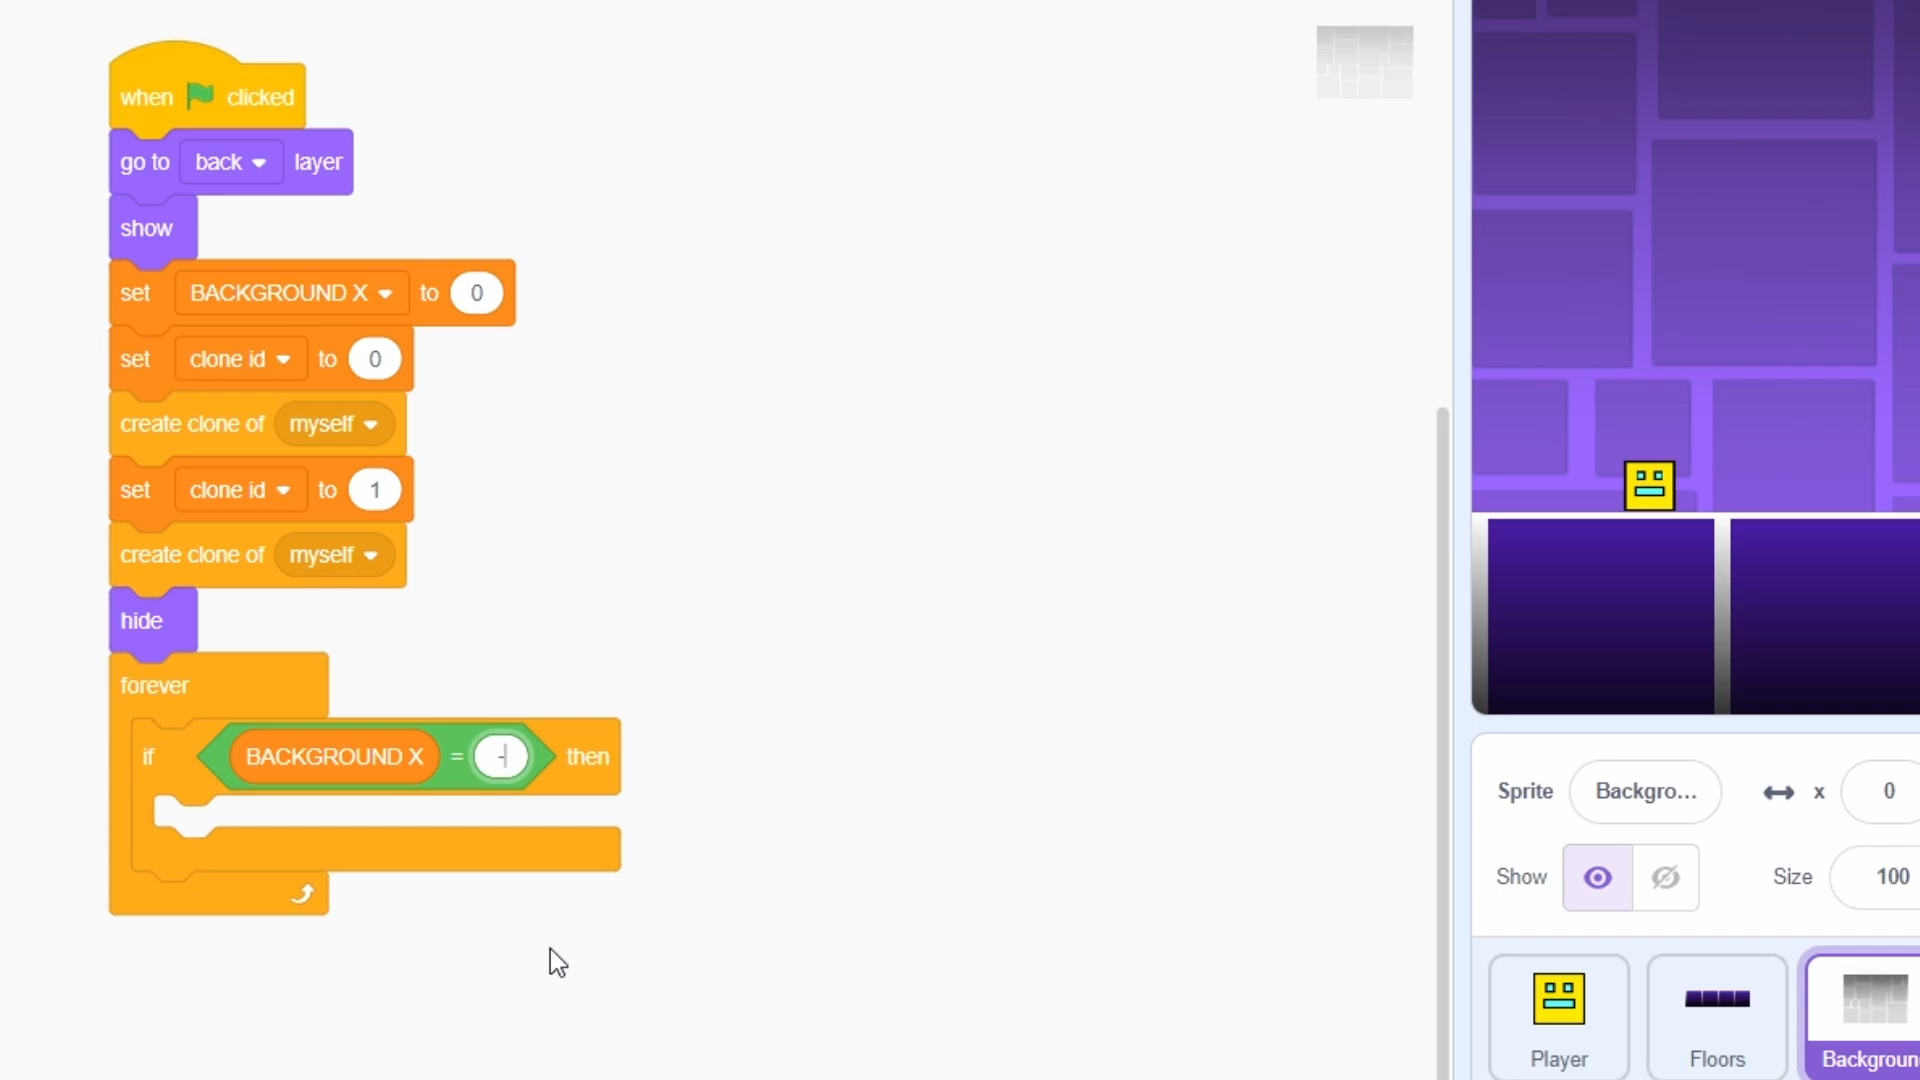 when clicked
go to back layer
show
set BACKGROUND X to 0
set clone id to 0
create clone of myself
set clone id to 1
create clone of myself
hide
forever
if BACKGROUND X = - then
Sprite Backgro... x 0
Show Size 100
Player Floors Backgroun